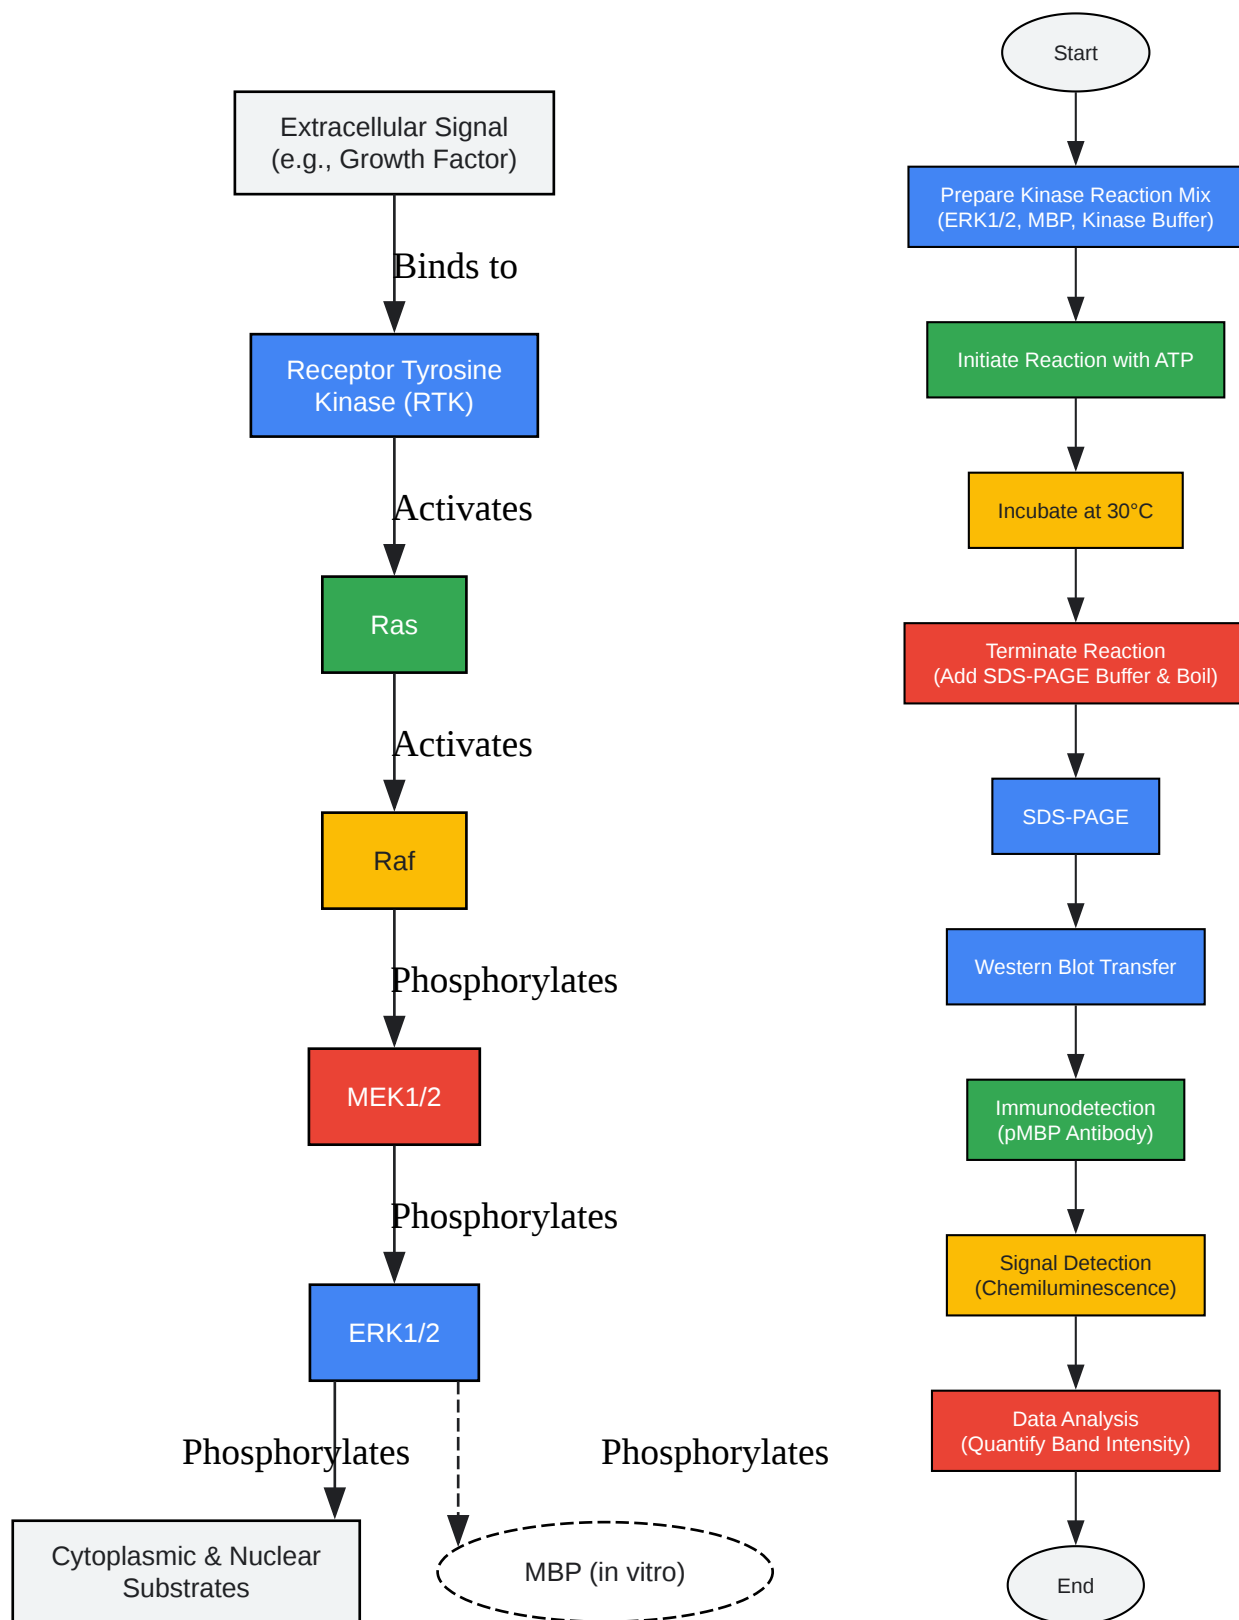 Extracellular Signal
(e.g., Growth Factor)
Binds to
Receptor Tyrosine
Kinase (RTK)
Activates
Ras
Activates
Raf
Phosphorylates
MEK1/2
Phosphorylates
ERK1/2
Phosphorylates
Phosphorylates
Cytoplasmic & Nuclear
Substrates
MBP (in vitro)
Start
Prepare Kinase Reaction Mix
(ERK1/2, MBP, Kinase Buffer)
Initiate Reaction with ATP
Incubate at 30°C
Terminate Reaction
(Add SDS-PAGE Buffer & Boil)
SDS-PAGE
Western Blot Transfer
Immunodetection
(pMBP Antibody)
Signal Detection
(Chemiluminescence)
Data Analysis
(Quantify Band Intensity)
End